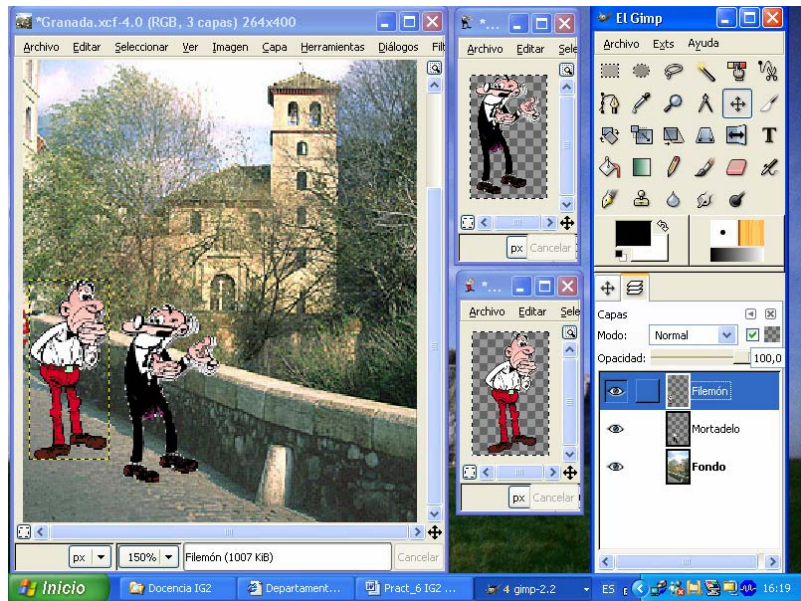 *Granada.xcf-4.0 (RGB, 3 capas) 264x400
Archivo Editar Seleccionar Ver Imagen Capa Herramientas Diálogos Filt
px 150% Filemón (1007 KiB) Cancelar
*...
Archivo Editar Sele
px Cancelar
*...
Archivo Editar Sele
px Cancelar
El Gimp
Archivo Exts Ayuda
T
Capas
Modo: Normal
Opacidad: 100,0
Filemón
Mortadelo
Fondo
Inicio Docencia IG2 Departament... Pract_6 IG2 ... 4 gimp-2.2 ES 16:19